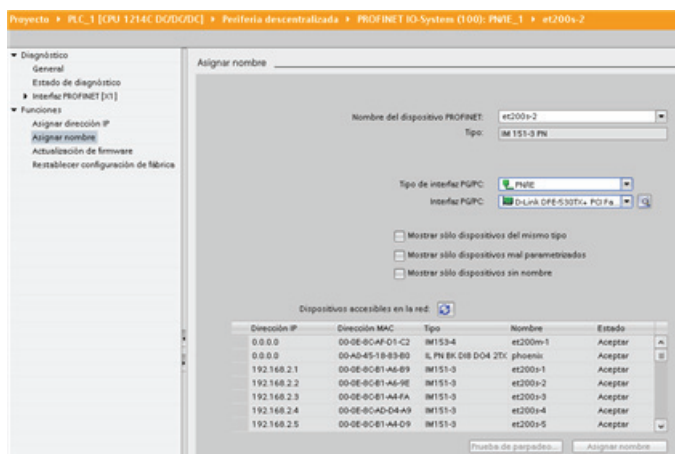 Proyecto ▸ PLC_1 [CPU 1214C DC/DC/DC] ▸ Periferia descentralizada ▸ PROFINET IO-System (100): PN/IE_1 ▸ et200s-2
Diagnóstico
General
Estado de diagnóstico
Interfaz PROFINET [X1]
Funciones
Asignar dirección IP
Asignar nombre
Actualización de firmware
Restablecer configuración de fábrica
Asignar nombre
Nombre del dispositivo PROFINET: et200s-2
Tipo: IM 151-3 PN
Tipo de interfaz PG/PC: PN/IE
Interfaz PG/PC: D-Link DFE-530TX+ PCI Fa...
Mostrar sólo dispositivos del mismo tipo
Mostrar sólo dispositivos mal parametrizados
Mostrar sólo dispositivos sin nombre
Dispositivos accesibles en la red:
Dirección IP Dirección MAC Tipo Nombre Estado
0.0.0.0 00-0E-8C-AF-D1-C2 IM153-4 et200m-1 Aceptar
0.0.0.0 00-A0-45-18-83-B0 IL PN BK DI8 DO4 2TX phoenix Aceptar
192.168.2.1 00-0E-8C-B1-A6-B9 IM151-3 et200s-1 Aceptar
192.168.2.2 00-0E-8C-B1-A6-9E IM151-3 et200s-2 Aceptar
192.168.2.3 00-0E-8C-B1-A4-FA IM151-3 et200s-3 Aceptar
192.168.2.4 00-0E-8C-AD-D4-A9 IM151-3 et200s-4 Aceptar
192.168.2.5 00-0E-8C-B1-A4-D9 IM151-3 et200s-5 Aceptar
Prueba de parpadeo... Asignar nombre